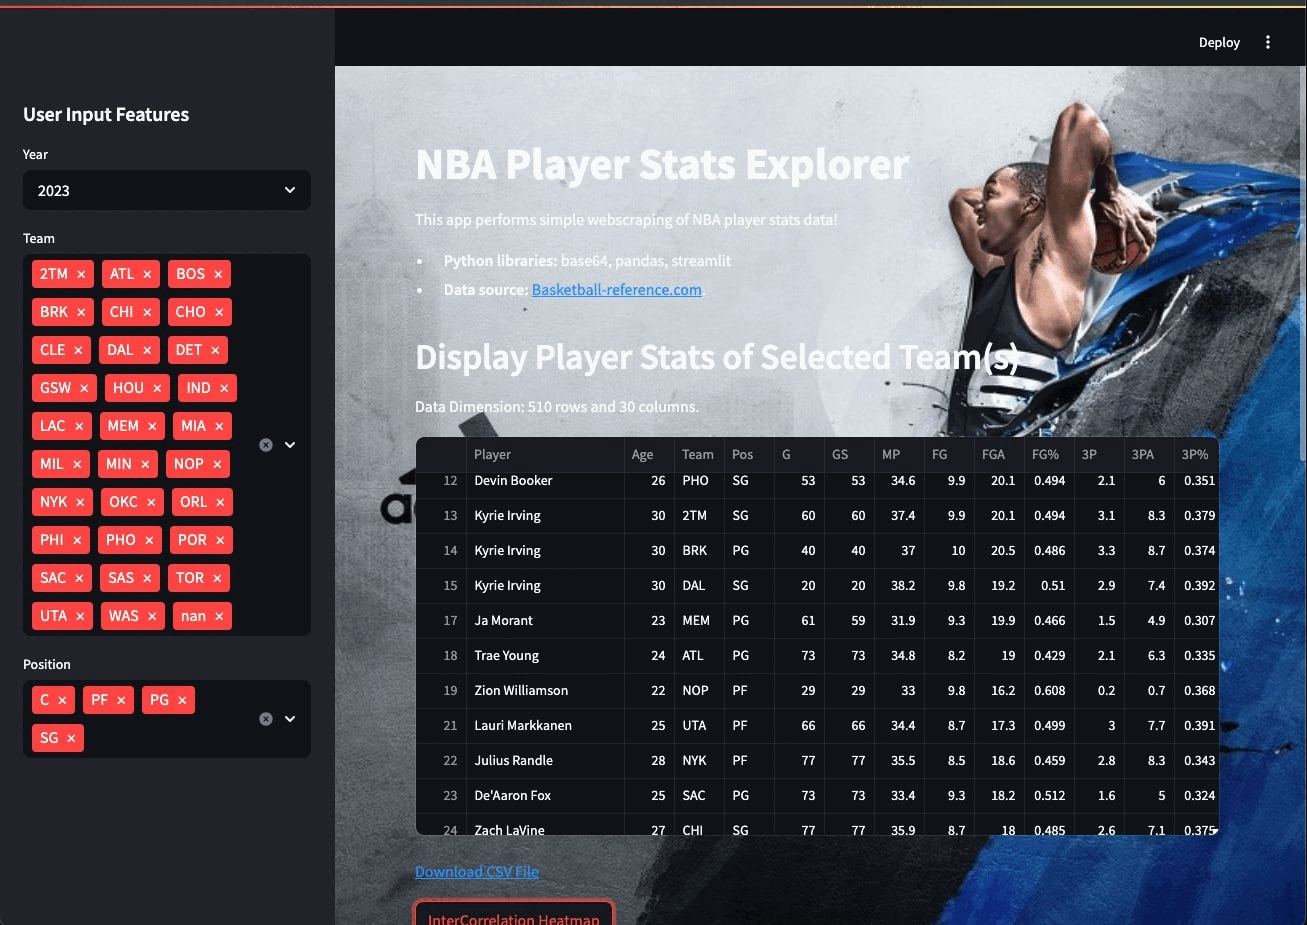 Deploy
User Input Features
Year
2023
Team
2TM × ATL × BOS ×
BRK × CHI × CHO ×
CLE × DAL × DET ×
GSW × HOU × IND ×
LAC × MEM × MIA ×
MIL × MIN × NOP ×
NYK × OKC × ORL ×
PHI × PHO × POR ×
SAC × SAS × TOR ×
UTA × WAS × nan ×
Position
C × PF × PG ×
SG ×
NBA Player Stats Explorer
This app performs simple webscraping of NBA player stats data!
• Python libraries: base64, pandas, streamlit
• Data source: Basketball-reference.com
Display Player Stats of Selected Team(s)
Data Dimension: 510 rows and 30 columns.
Player Age Team Pos G GS MP FG FGA FG% 3P 3PA 3P%
12 Devin Booker 26 PHO SG 53 53 34.6 9.9 20.1 0.494 2.1 6 0.351
13 Kyrie Irving 30 2TM SG 60 60 37.4 9.9 20.1 0.494 3.1 8.3 0.379
14 Kyrie Irving 30 BRK PG 40 40 37 10 20.5 0.486 3.3 8.7 0.374
15 Kyrie Irving 30 DAL SG 20 20 38.2 9.8 19.2 0.51 2.9 7.4 0.392
17 Ja Morant 23 MEM PG 61 59 31.9 9.3 19.9 0.466 1.5 4.9 0.307
18 Trae Young 24 ATL PG 73 73 34.8 8.2 19 0.429 2.1 6.3 0.335
19 Zion Williamson 22 NOP PF 29 29 33 9.8 16.2 0.608 0.2 0.7 0.368
21 Lauri Markkanen 25 UTA PF 66 66 34.4 8.7 17.3 0.499 3 7.7 0.391
22 Julius Randle 28 NYK PF 77 77 35.5 8.5 18.6 0.459 2.8 8.3 0.343
23 De'Aaron Fox 25 SAC PG 73 73 33.4 9.3 18.2 0.512 1.6 5 0.324
24 Zach LaVine 27 CHI SG 77 77 35.9 8.7 18 0.485 2.6 7.1 0.375
Download CSV File
InterCorrelation Heatmap